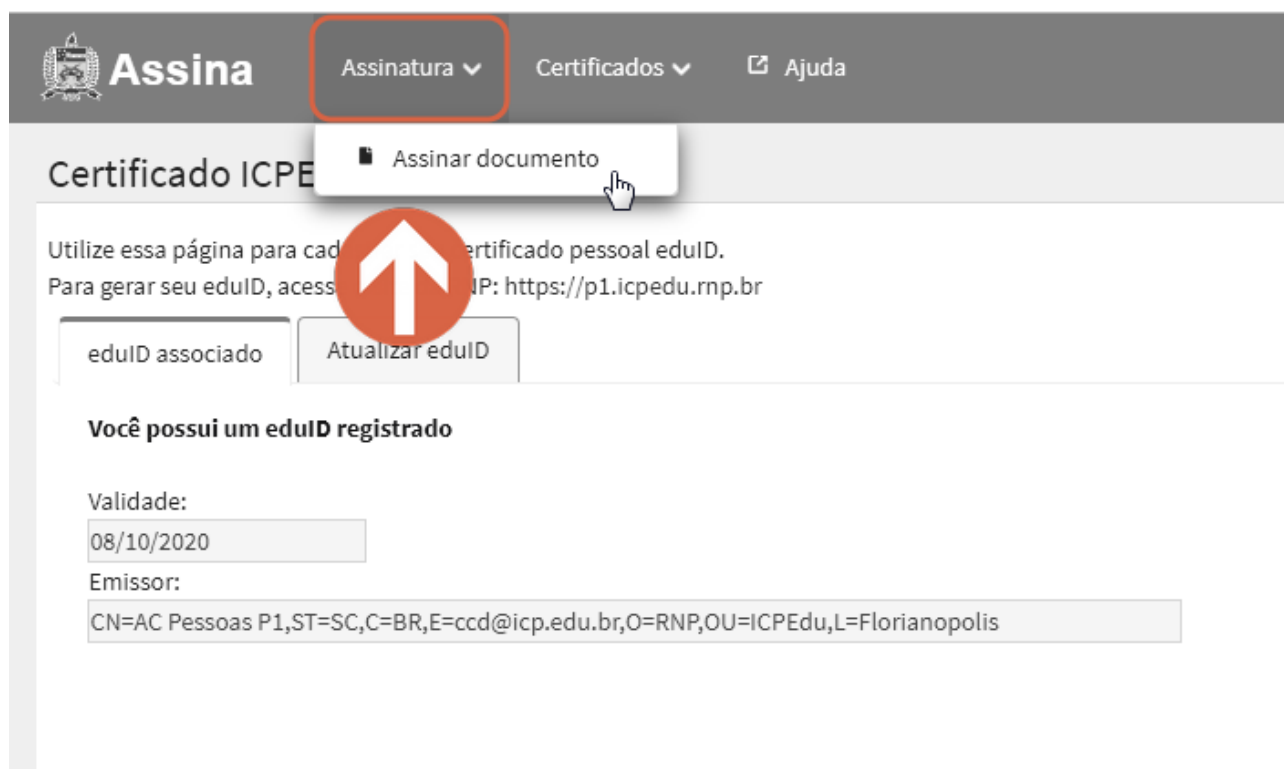 Assina
Assinatura
Certificados
Ajuda
Assinar documento
Certificado ICPE
Utilize essa página para cad ertificado pessoal eduID.
Para gerar seu eduID, acess NP: https://p1.icpedu.rnp.br
eduID associado
Atualizar eduID
Você possui um eduID registrado
Validade:
08/10/2020
Emissor:
CN=AC Pessoas P1,ST=SC,C=BR,E=ccd@icp.edu.br,O=RNP,OU=ICPEdu,L=Florianopolis